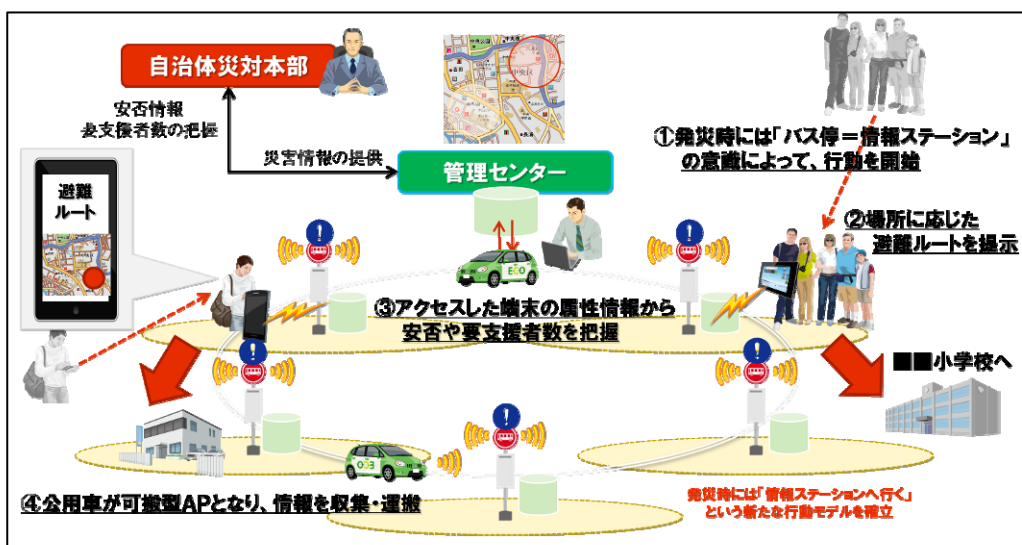 自治体災対本部
安否情報
要支援者数の把握
災害情報の提供
管理センター
中央区
①発災時には「バス停=情報ステーション」
の意識によって、行動を開始
②場所に応じた
避難ルートを提示
避難
ルート
③アクセスした端末の属性情報から
安否や要支援者数を把握
ECO
■■小学校へ
④公用車が可搬型APとなり、情報を収集・運搬
発災時には「情報ステーションへ行く」
という新たな行動モデルを確立